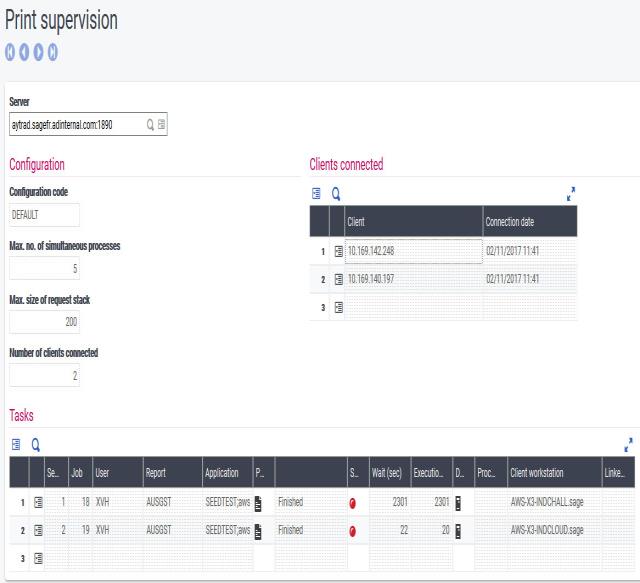 Print supervision
Server
aytrad.sagefr.adinternal.com:1890
Configuration
Configuration code
DEFAULT
Max. no. of simultaneous processes
5
Max. size of request stack
200
Number of clients connected
2
Clients connected
Client Connection date
1 10.169.142.248 02/11/2017 11:41
2 10.169.140.197 02/11/2017 11:41
3
Tasks
Se... Job User Report Application P... S... Wait (sec) Executio... D... Proc... Client workstation Linke...
1 1 18 XVH AUSGST SEEDTEST;aws Finished 2301 2301 AWS-X3-INDCHALL.sage
2 2 19 XVH AUSGST SEEDTEST;aws Finished 22 20 AWS-X3-INDCLOUD.sage
3